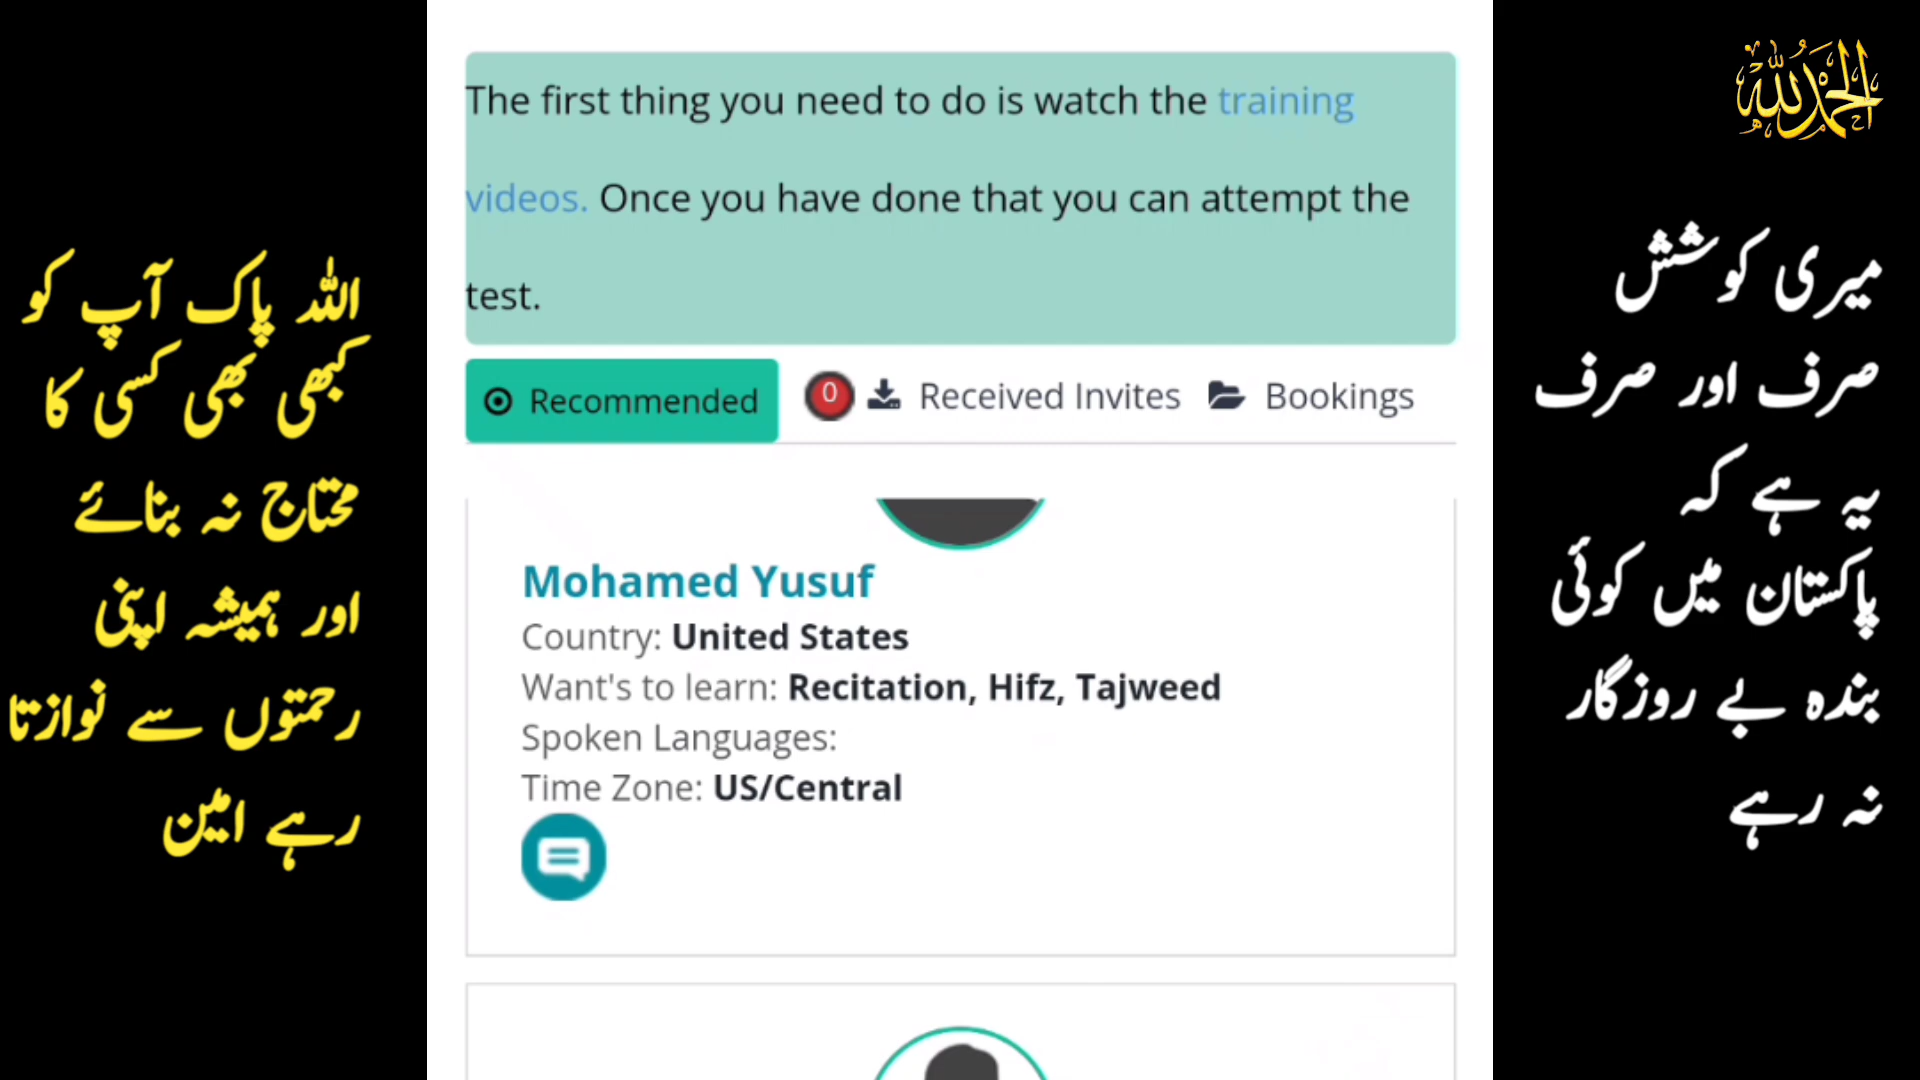 الحمدللہ
The first thing you need to do is watch the training
videos. Once you have done that you can attempt the
test.
Recommended
0
Received Invites
Bookings
Mohamed Yusuf
Country: United States
Want's to learn: Recitation, Hifz, Tajweed
Spoken Languages:
Time Zone: US/Central
میری کوشش
صرف اور صرف
یہ ہے کہ
پاکستان میں کوئی
بندہ بے روزگار
نہ رہے
اللہ پاک آپ کو
کبھی بھی کسی کا
محتاج نہ بنائے
اور ہمیشہ اپنی
رحمتوں سے نوازتا
رہے امین